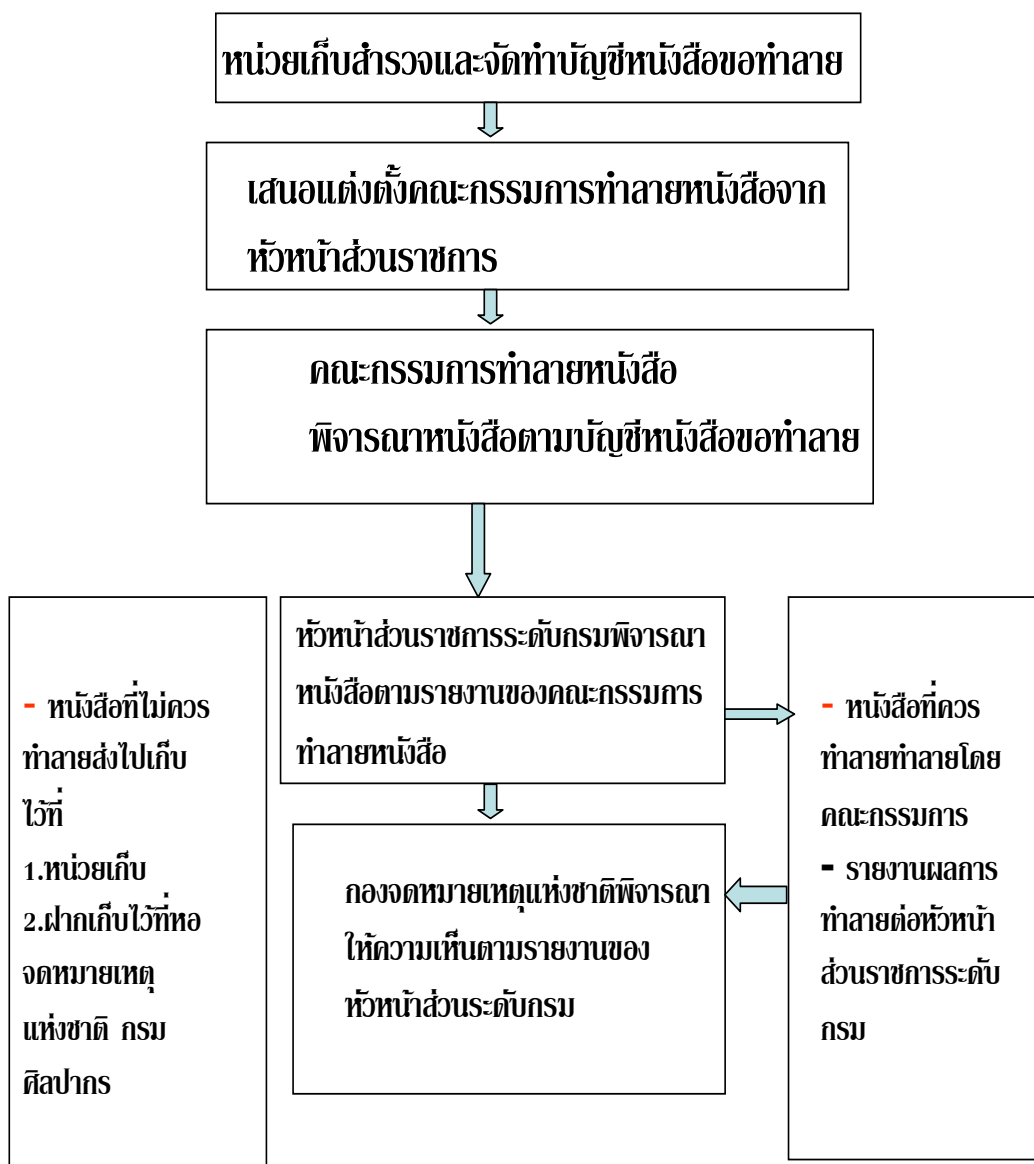 หน่วยเก็บสำรวจและจัดทำบัญชีหนังสือขอทำลาย
เสนอแต่งตั้งคณะกรรมการทำลายหนังสือจาก
หัวหน้าส่วนราชการ
คณะกรรมการทำลายหนังสือ
พิจารณาหนังสือตามบัญชีหนังสือขอทำลาย
- หนังสือที่ไม่ควร
ทำลายส่งไปเก็บ
ไว้ที่
1.หน่วยเก็บ
2.ฝากเก็บไว้ที่หอ
จดหมายเหตุ
แห่งชาติ กรม
ศิลปากร
หัวหน้าส่วนราชการระดับกรมพิจารณา
หนังสือตามรายงานของคณะกรรมการ
ทำลายหนังสือ
กองจดหมายเหตุแห่งชาติพิจารณา
ให้ความเห็นตามรายงานของ
หัวหน้าส่วนระดับกรม
- หนังสือที่ควร
ทำลายทำลายโดย
คณะกรรมการ
- รายงานผลการ
ทำลายต่อหัวหน้า
ส่วนราชการระดับ
กรม